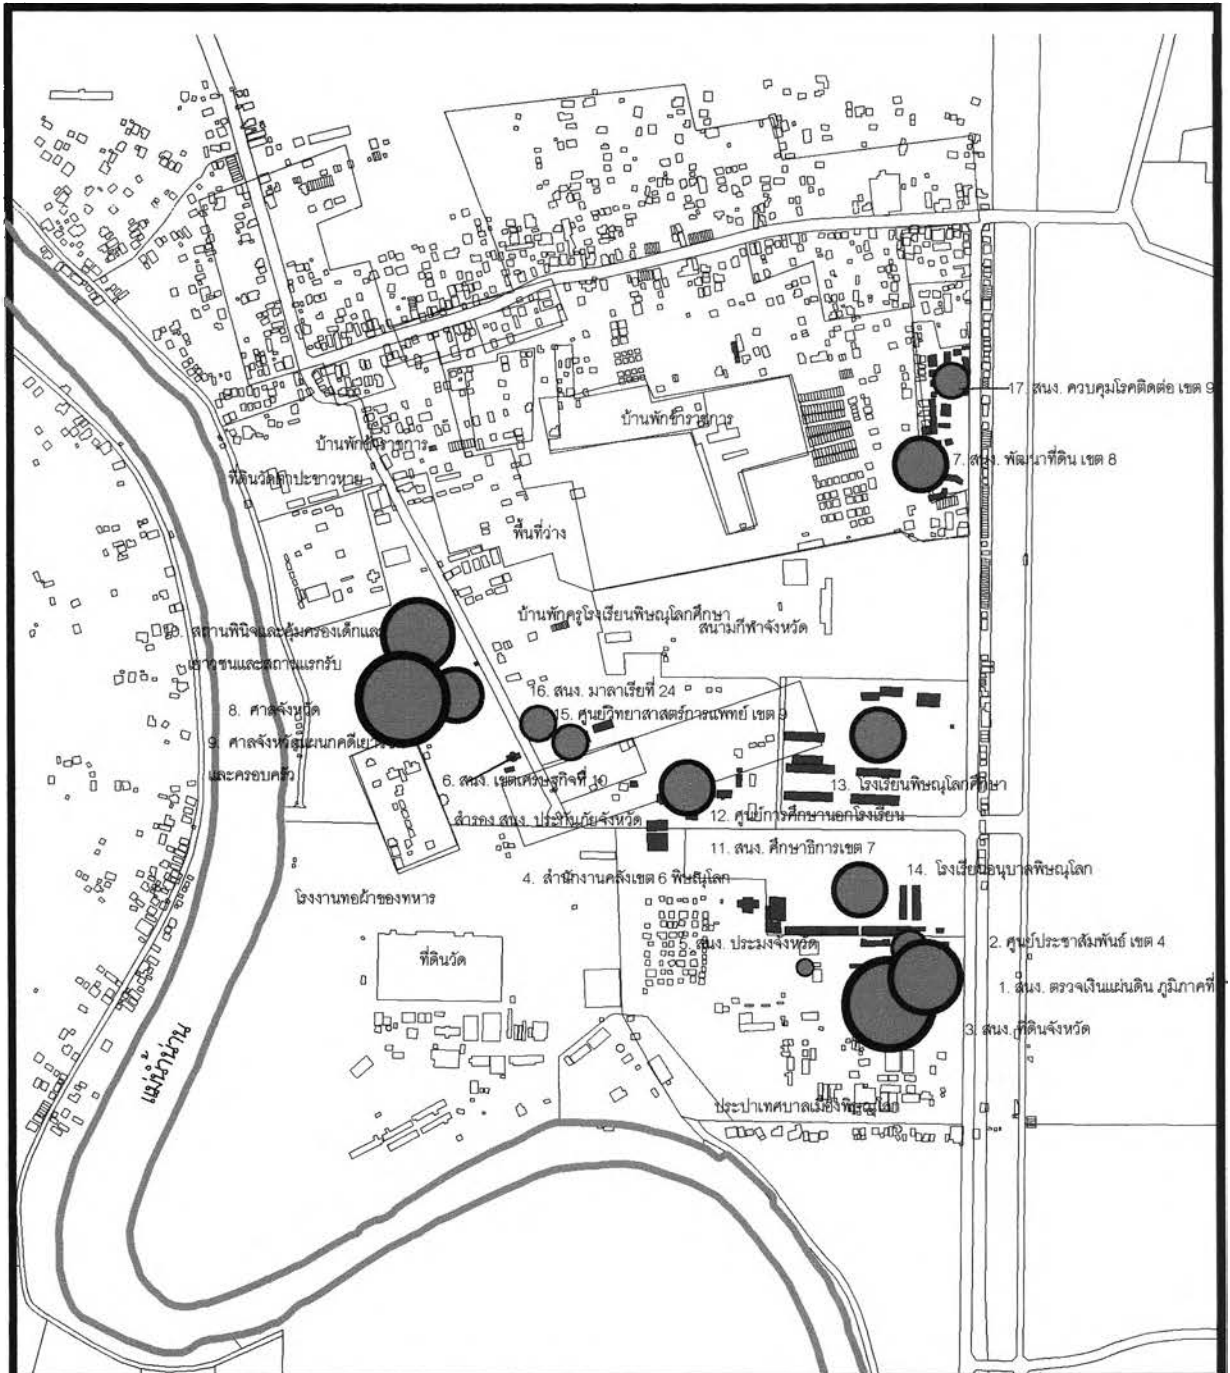 17. สนง. ควบคุมโรคติดต่อ เขต 9
บ้านพักข้าราชการ
บ้านพักข้าราชการ
7. สนง. พัฒนาที่ดิน เขต 8
พื้นที่ว่าง
บ้านพักครูโรงเรียนพิษณุโลกศึกษา
สนามกีฬาจังหวัด
10. สถานพินิจและคุ้มครองเด็กและ
เยาวชนและสถานแรกรับ
16. สนง. มาลาเรียที่ 24
8. ศาลจังหวัด
15. ศูนย์วิทยาศาสตร์การแพทย์ เขต 9
9. ศาลจังหวัดแผนกคดีเยาวชน
และครอบครัว
6. สนง. เขตเศรษฐกิจที่ 10
13. โรงเรียนพิษณุโลกศึกษา
สำรอง สนง. ประกันภัยจังหวัด
12. ศูนย์การศึกษานอกโรงเรียน
11. สนง. ศึกษาธิการเขต 7
14. โรงเรียนอนุบาลพิษณุโลก
4. สำนักงานคลังเขต 6 พิษณุโลก
โรงงานทอผ้าของทหาร
5. สนง. ประมงจังหวัด
2. ศูนย์ประชาสัมพันธ์ เขต 4
ที่ดินวัด
1. สนง. ตรวจเงินแผ่นดิน ภูมิภาคที่
3. สนง. ที่ดินจังหวัด
แม่น้ำน่าน
ประปาเทศบาลเมืองพิษณุโลก